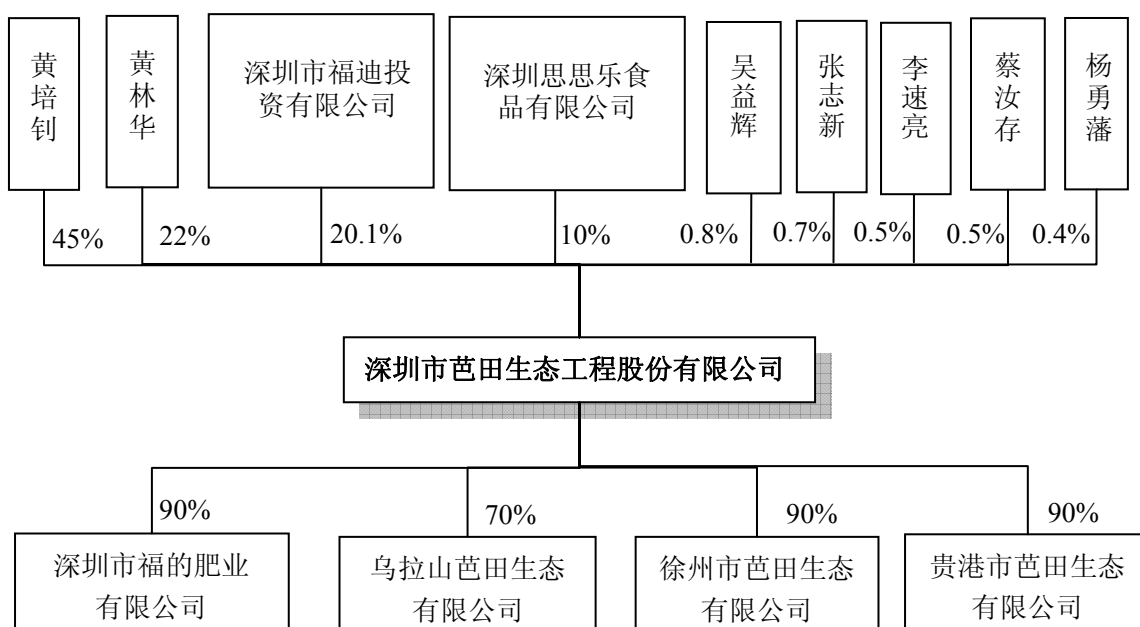 黄培钊
黄林华
深圳市福迪投
资有限公司
深圳思思乐食
品有限公司
吴益辉
张志新
李速亮
蔡汝存
杨勇藩
45%
22%
20.1%
10%
0.8%
0.7%
0.5%
0.5%
0.4%
深圳市芭田生态工程股份有限公司
90%
70%
90%
90%
深圳市福的肥业
有限公司
乌拉山芭田生态
有限公司
徐州市芭田生态
有限公司
贵港市芭田生态
有限公司